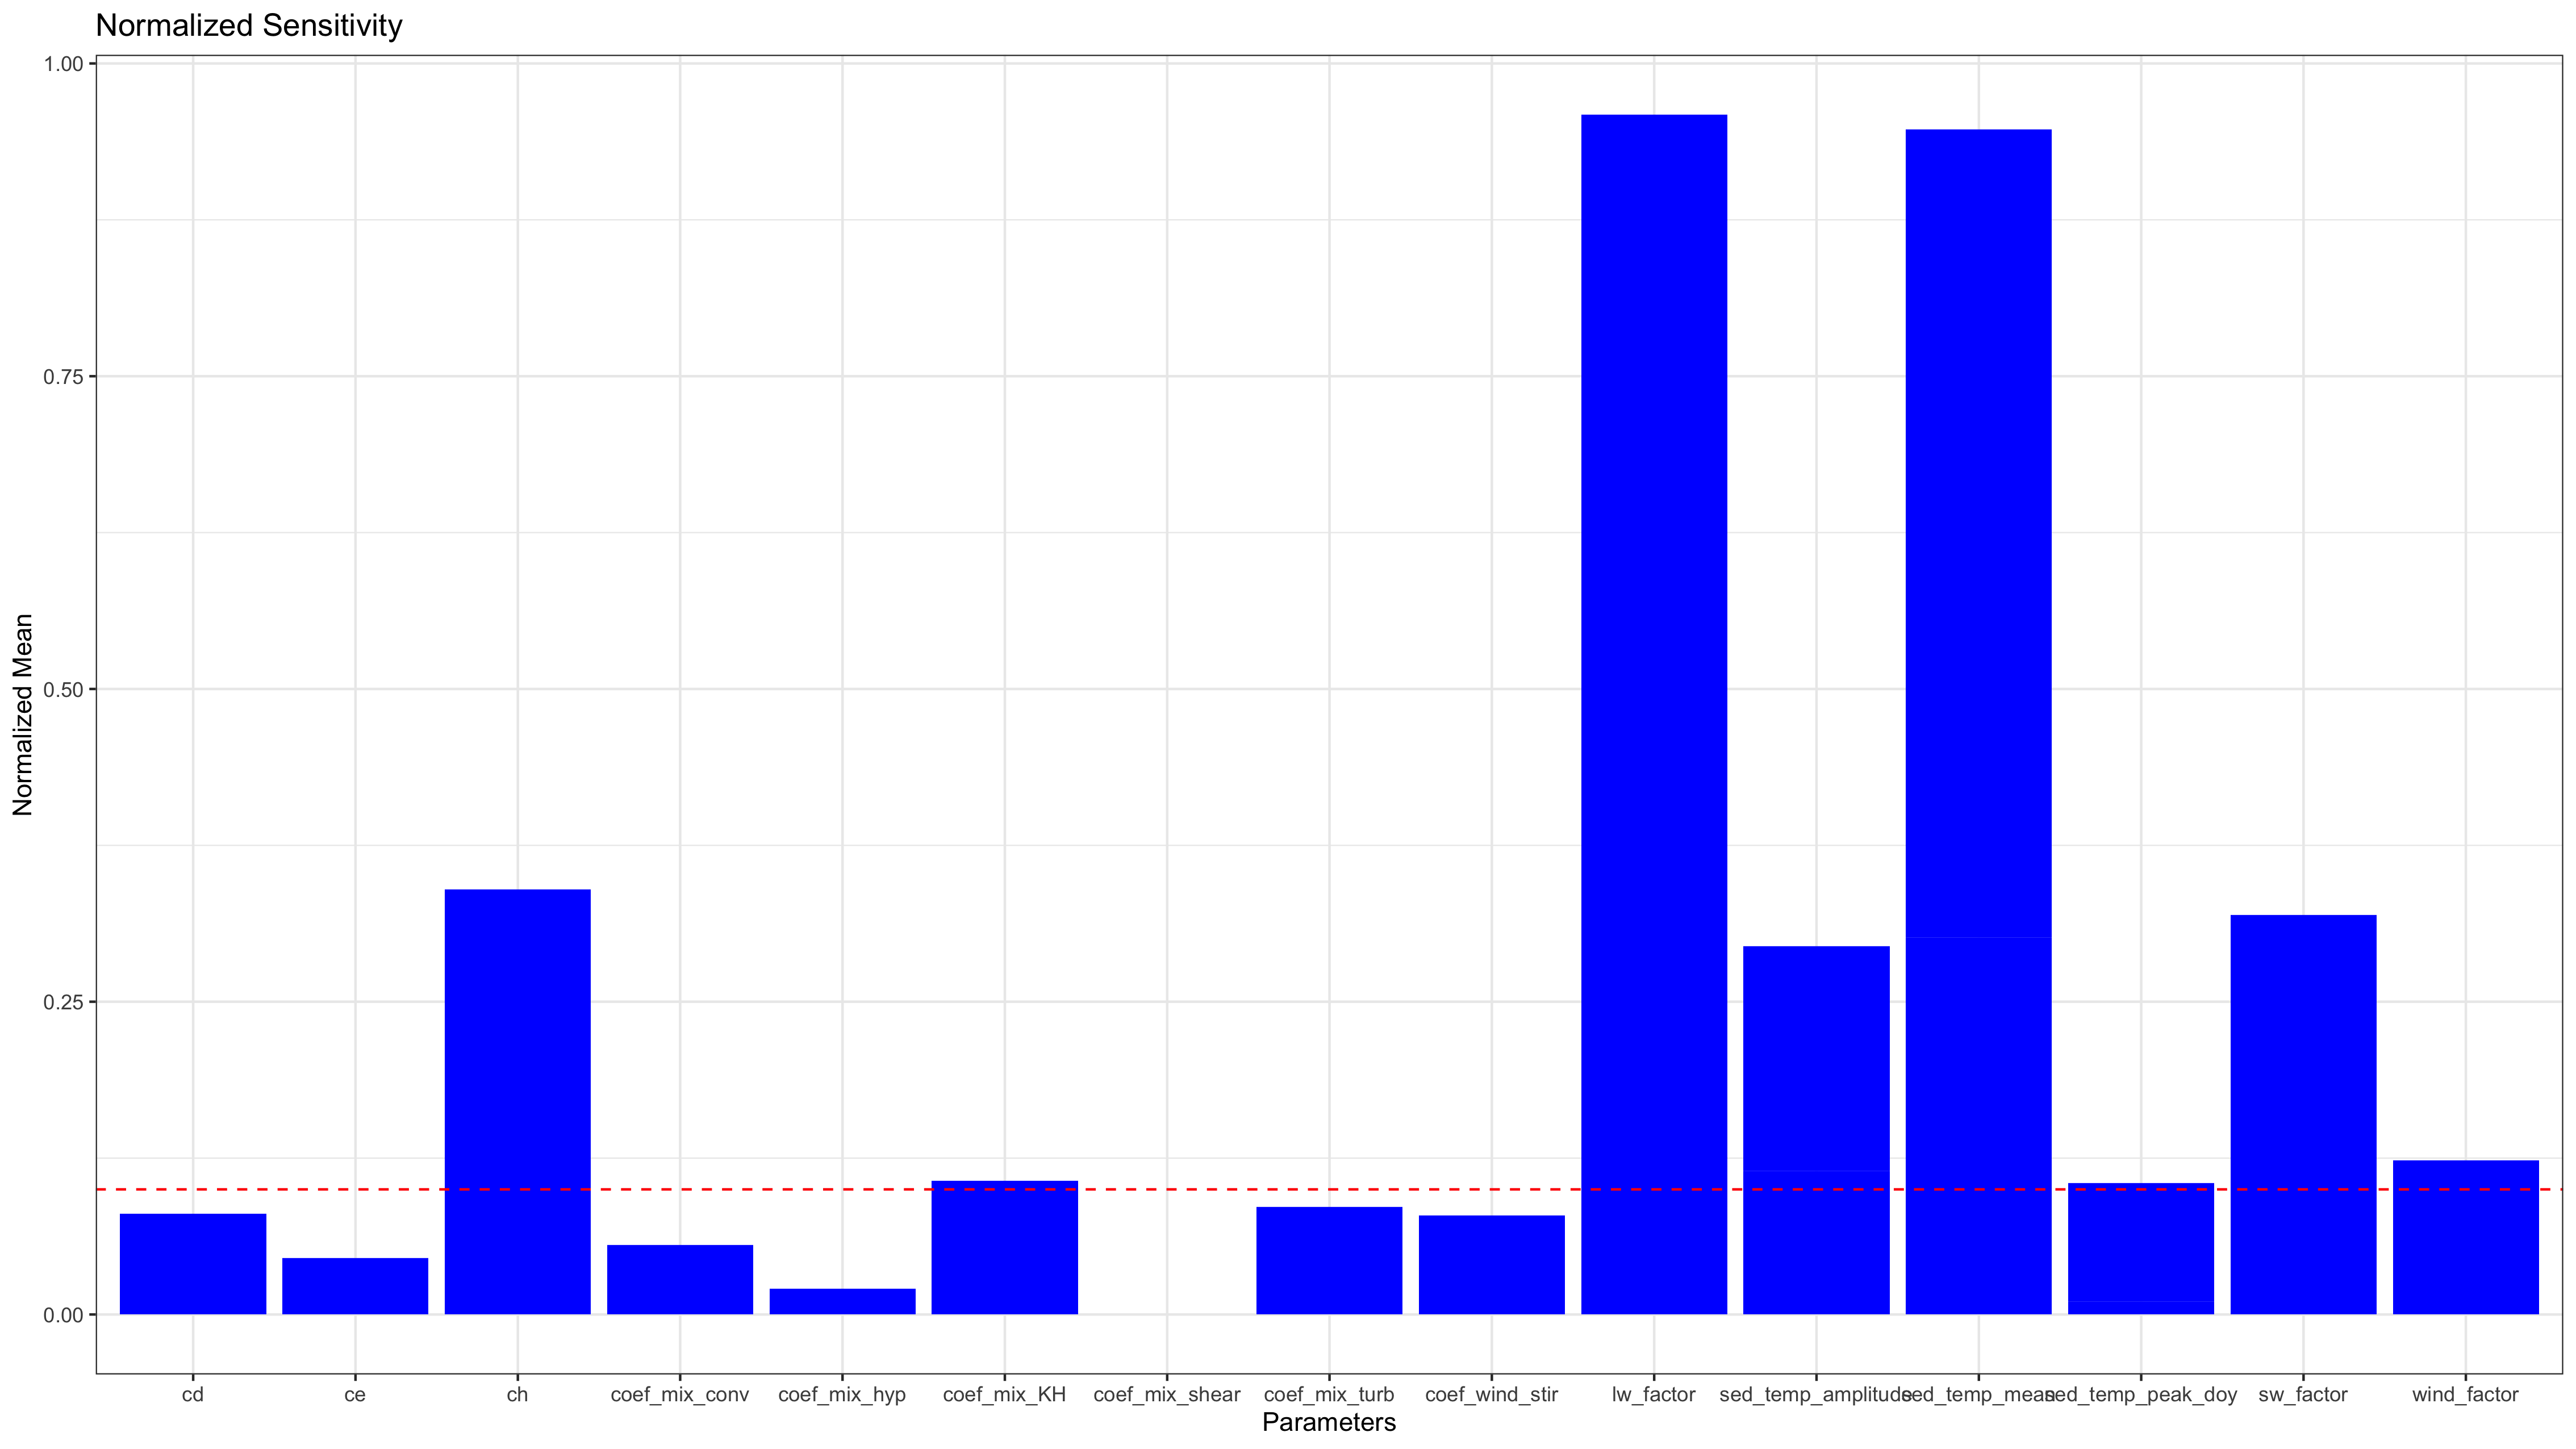 Normalized Sensitivity
Normalized Mean
1.00
0.75
0.50
0.25
0.00
cd ce ch coef_mix_conv coef_mix_hyp coef_mix_KH coef_mix_shear coef_mix_turb coef_wind_stir lw_factor sed_temp_amplitude sed_temp_mean sed_temp_peak_doy sw_factor wind_factor
Parameters